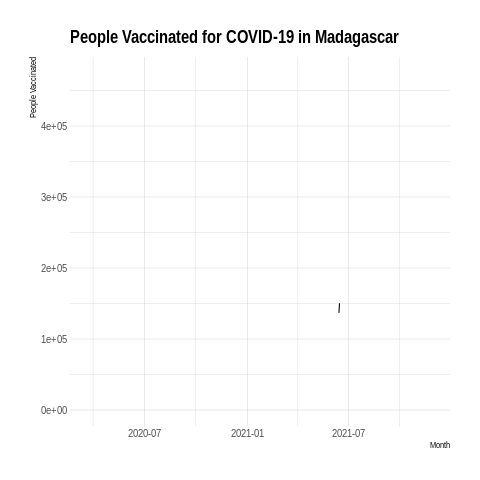 People Vaccinated for COVID-19 in Madagascar
People Vaccinated
4e+05
3e+05
2e+05
1e+05
0e+00
2020-07
2021-01
2021-07
Month